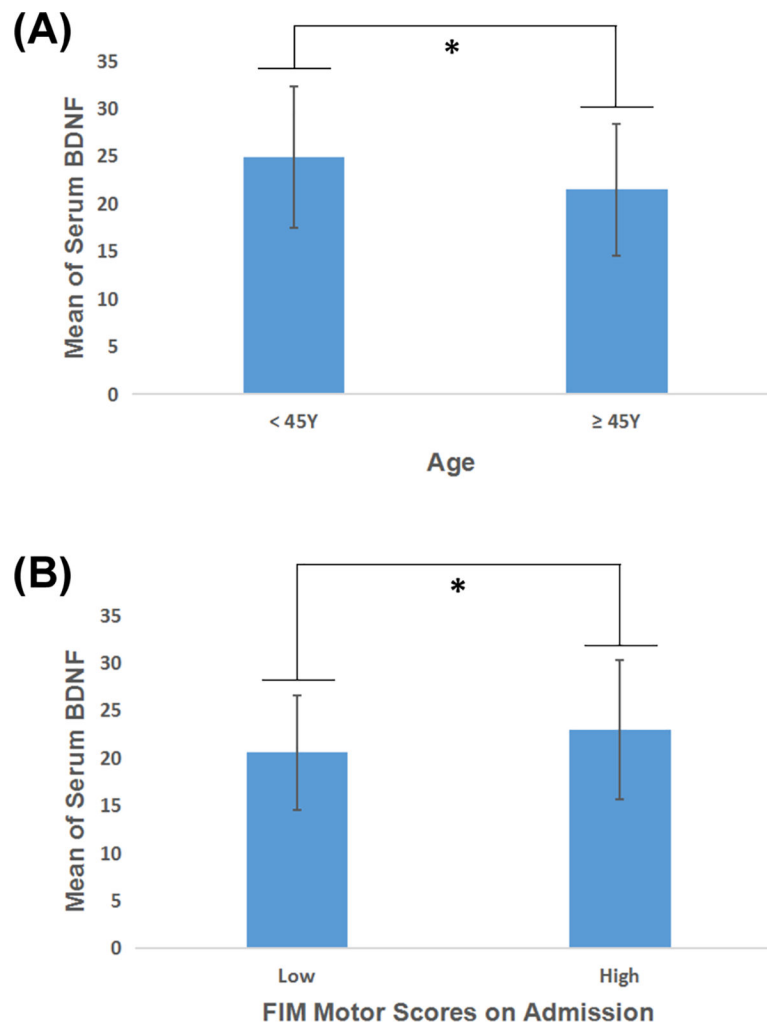 (A)
*
35
30
25
20
15
10
5
0
Mean of Serum BDNF
< 45Y ≥ 45Y
Age
(B)
*
35
30
25
20
15
10
5
0
Mean of Serum BDNF
Low High
FIM Motor Scores on Admission